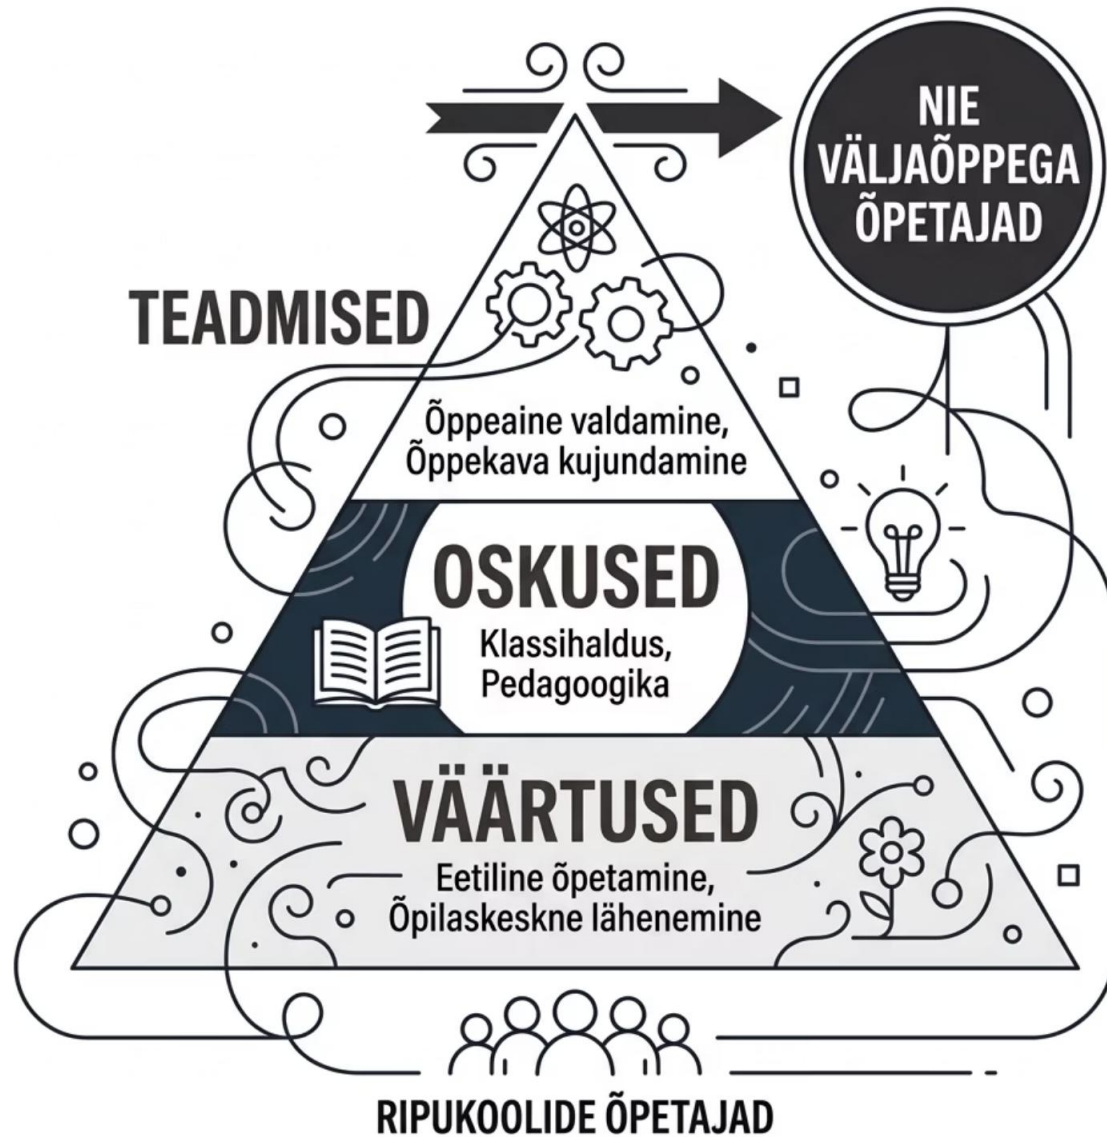 NIE
VÄLJAÕPPEGA
ÕPETAJAD
TEADMISED
Õppeaine valdamine,
Õppekava kujundamine
OSKUSED
Klassihaldus,
Pedagoogika
VÄÄRTUSED
Eetiline õpetamine,
Õpilaskeskne lähenemine
RIPUKOOLIDE ÕPETAJAD